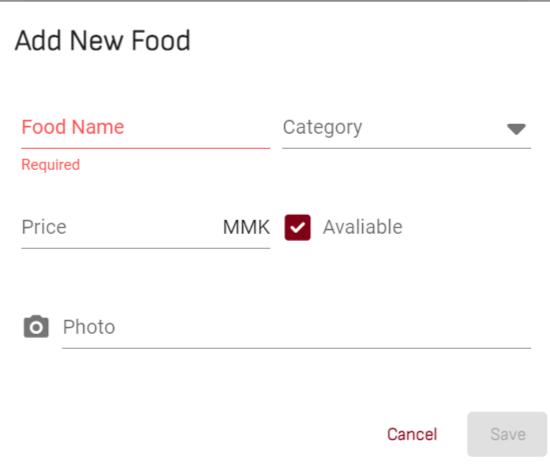 Add New Food
Food Name
Category
Required
Price
MMK
Avaliable
Photo
Cancel
Save